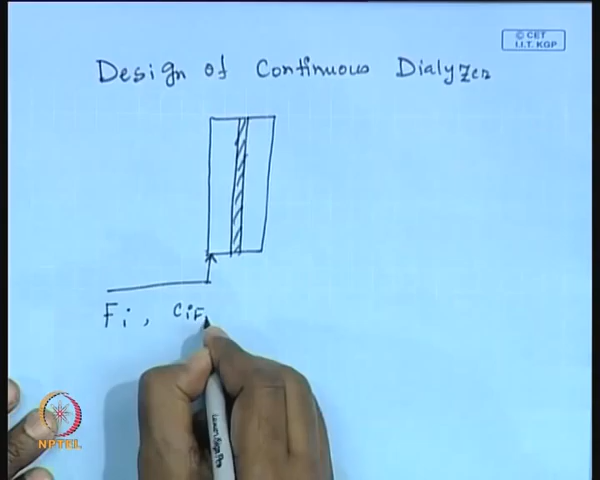 © CET
I.I.T. KGP
Design of Continuous Dialyzer
Fi, CiF
NPTEL